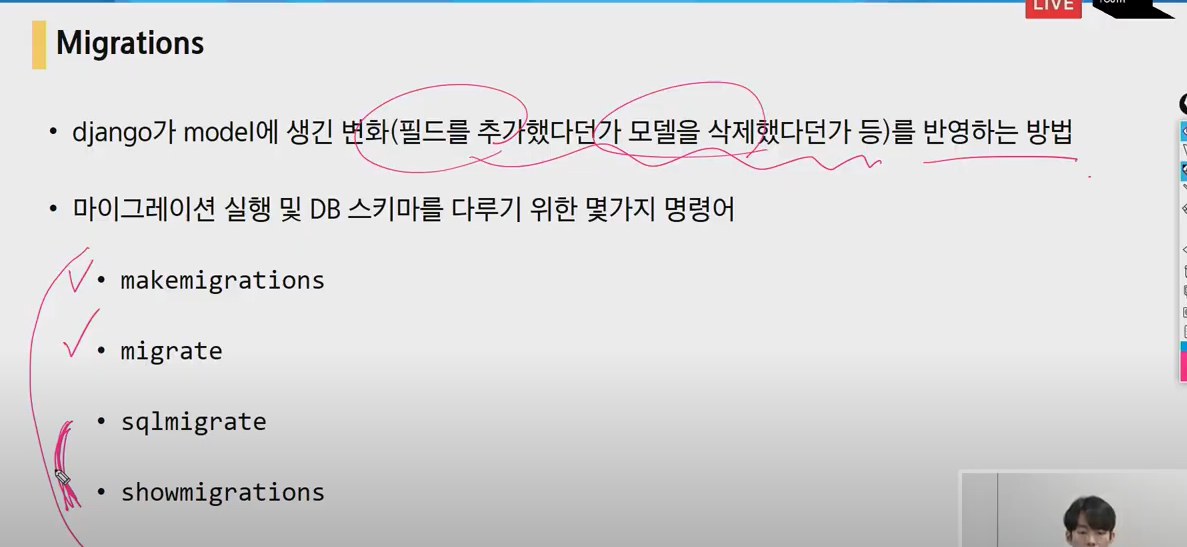 LIVE
Migrations
• django가 model에 생긴 변화(필드를 추가했다던가 모델을 삭제했다던가 등)를 반영하는 방법
• 마이그레이션 실행 및 DB 스키마를 다루기 위한 몇가지 명령어
• makemigrations
• migrate
• sqlmigrate
• showmigrations